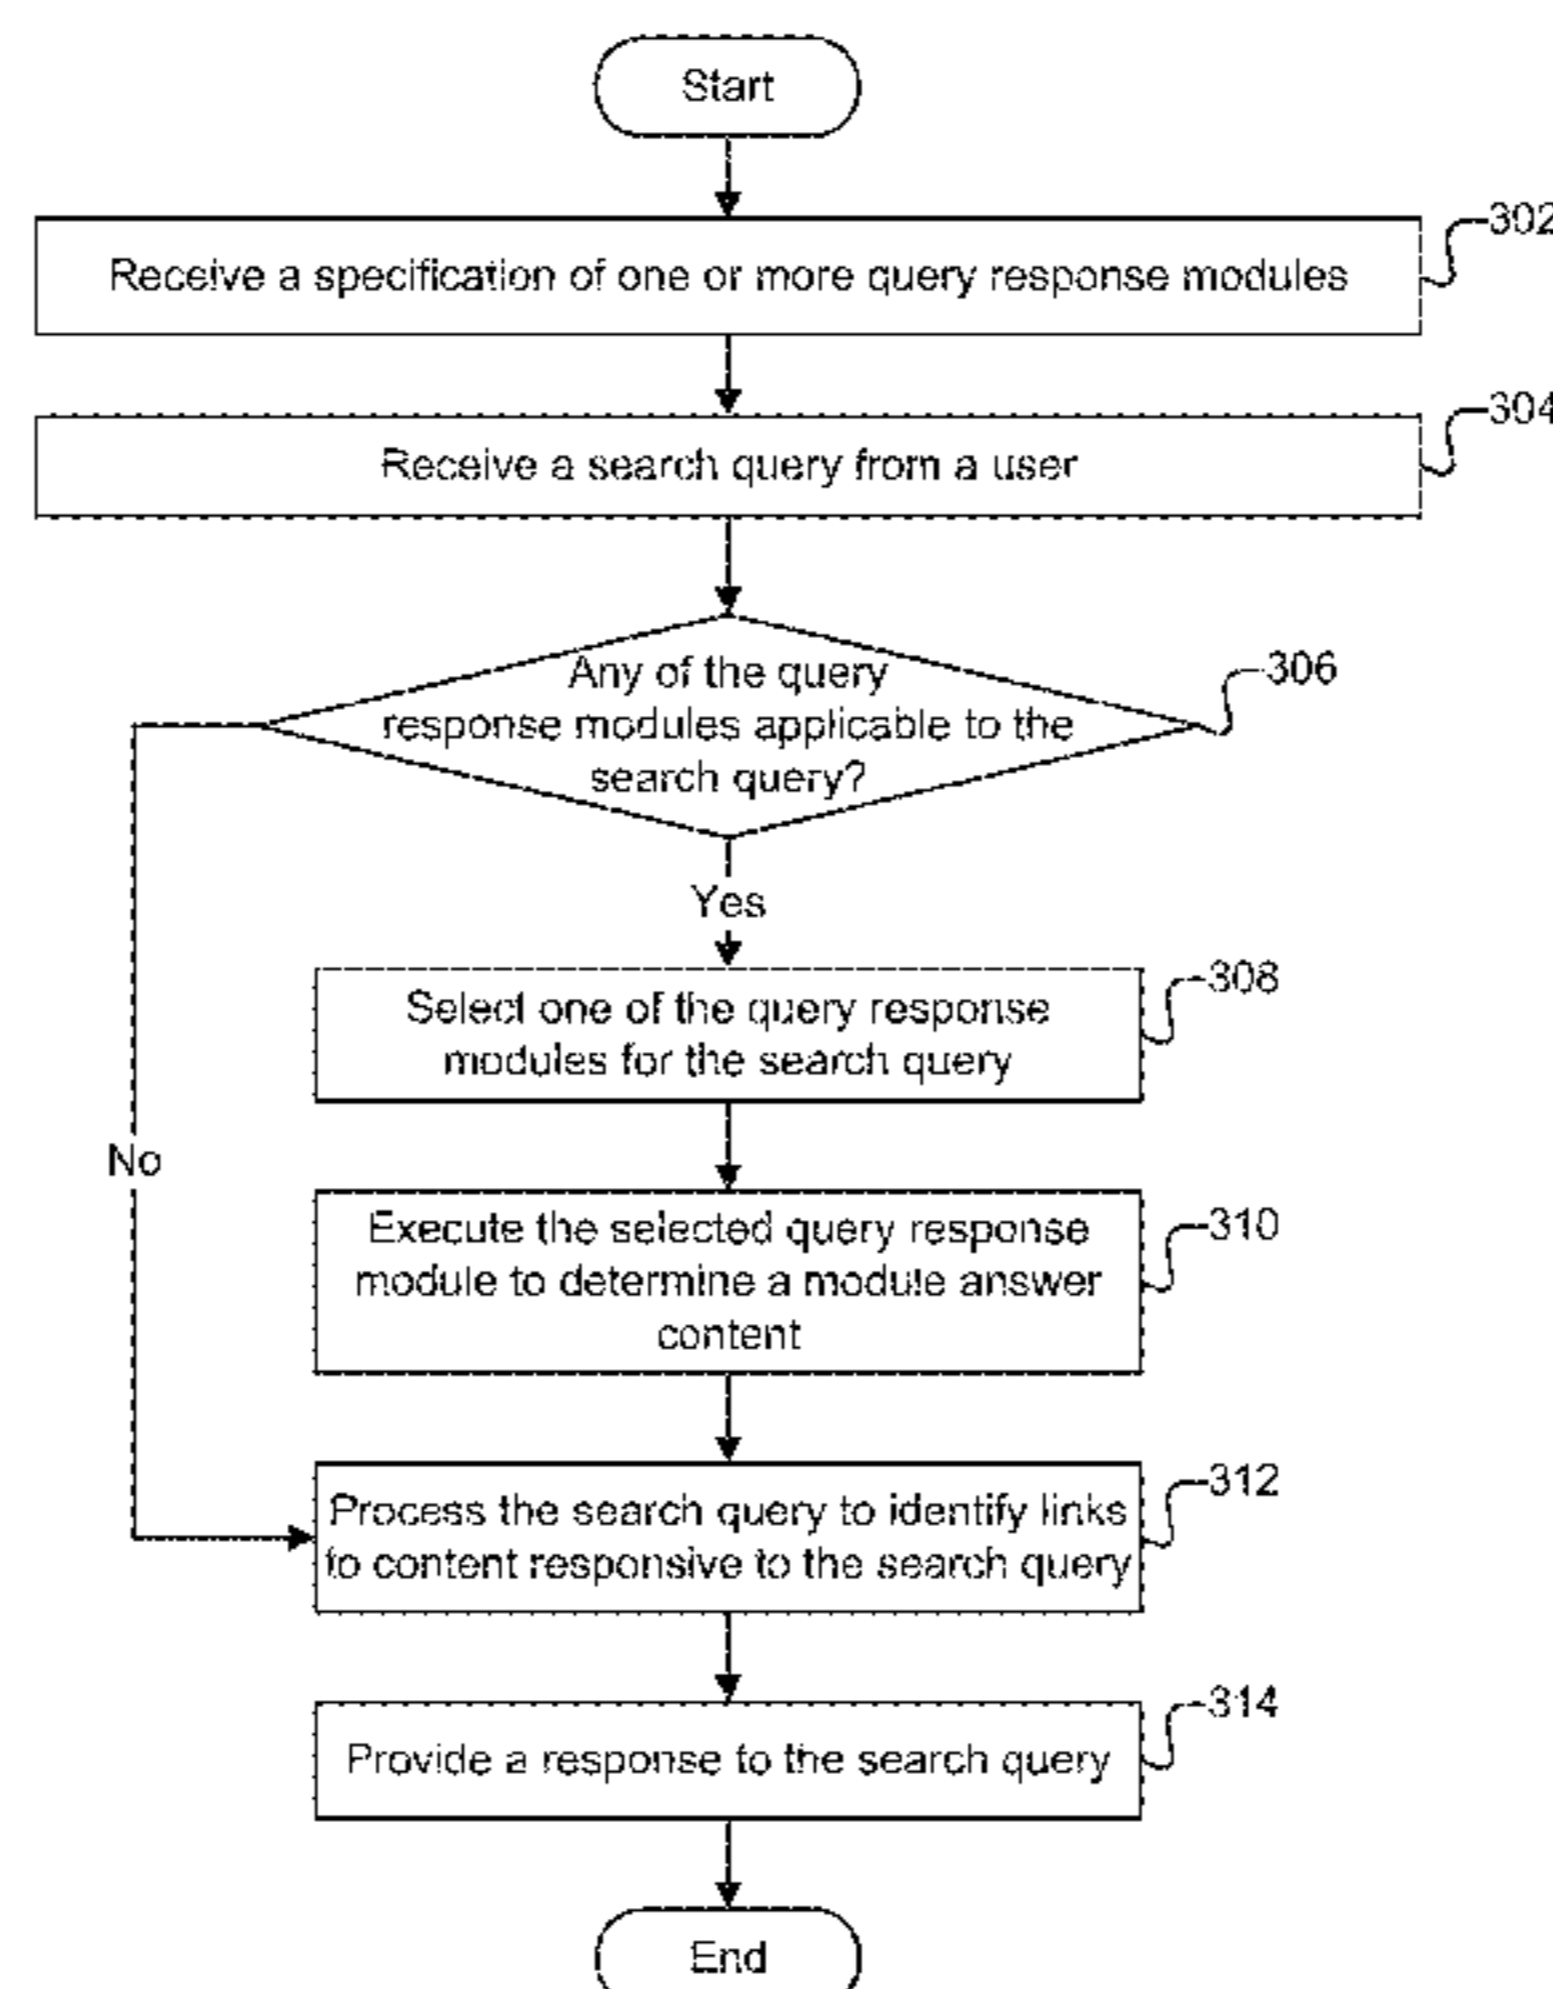 Start
302
Receive a specification of one or more query response modules
304
Receive a search query from a user
306
Any of the query
response modules applicable to the
search query?
Yes
308
Select one of the query response
modules for the search query
No
310
Execute the selected query response
module to determine a module answer
content
312
Process the search query to identify links
to content responsive to the search query
314
Provide a response to the search query
End